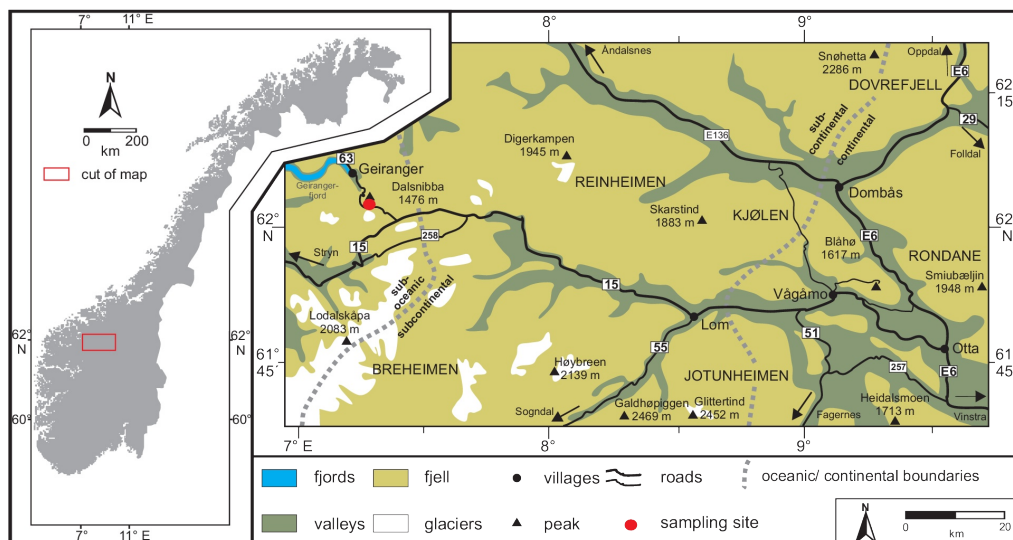 7° 11° E
N
0 200
km
cut of map
62°
N
60°
7° 11° E
62°
N
60°
8° 9°
Åndalsnes
Snøhetta
2286 m
Oppdal
DOVREFJELL
E6
62°
15'
29
Folldal
E136
sub-
continental
continental
Digerkampen
1945 m
REINHEIMEN
63
Geiranger
Geiranger-
fjord
Dalsnibba
1476 m
Dombås
Skarstind
1883 m
KJØLEN
62°
N
62°
N
258
15
Stryn
E6
Blåhø
1617 m
RONDANE
Smiubæljin
1948 m
sub-
oceanic
subcontinental
15
Vågåmo
Lodalskåpa
2083 m
Lom
51
Otta
61°
45'
61°
45'
55
257
E6
BREHEIMEN
Høybreen
2139 m
JOTUNHEIMEN
Galdhøpiggen
2469 m
Glittertind
2452 m
Heidalsmoen
1713 m
Sogndal
Fagernes
Vinstra
7° E 8° 9°
fjords fjell villages roads oceanic/ continental boundaries
valleys glaciers peak sampling site
N
0 20
km